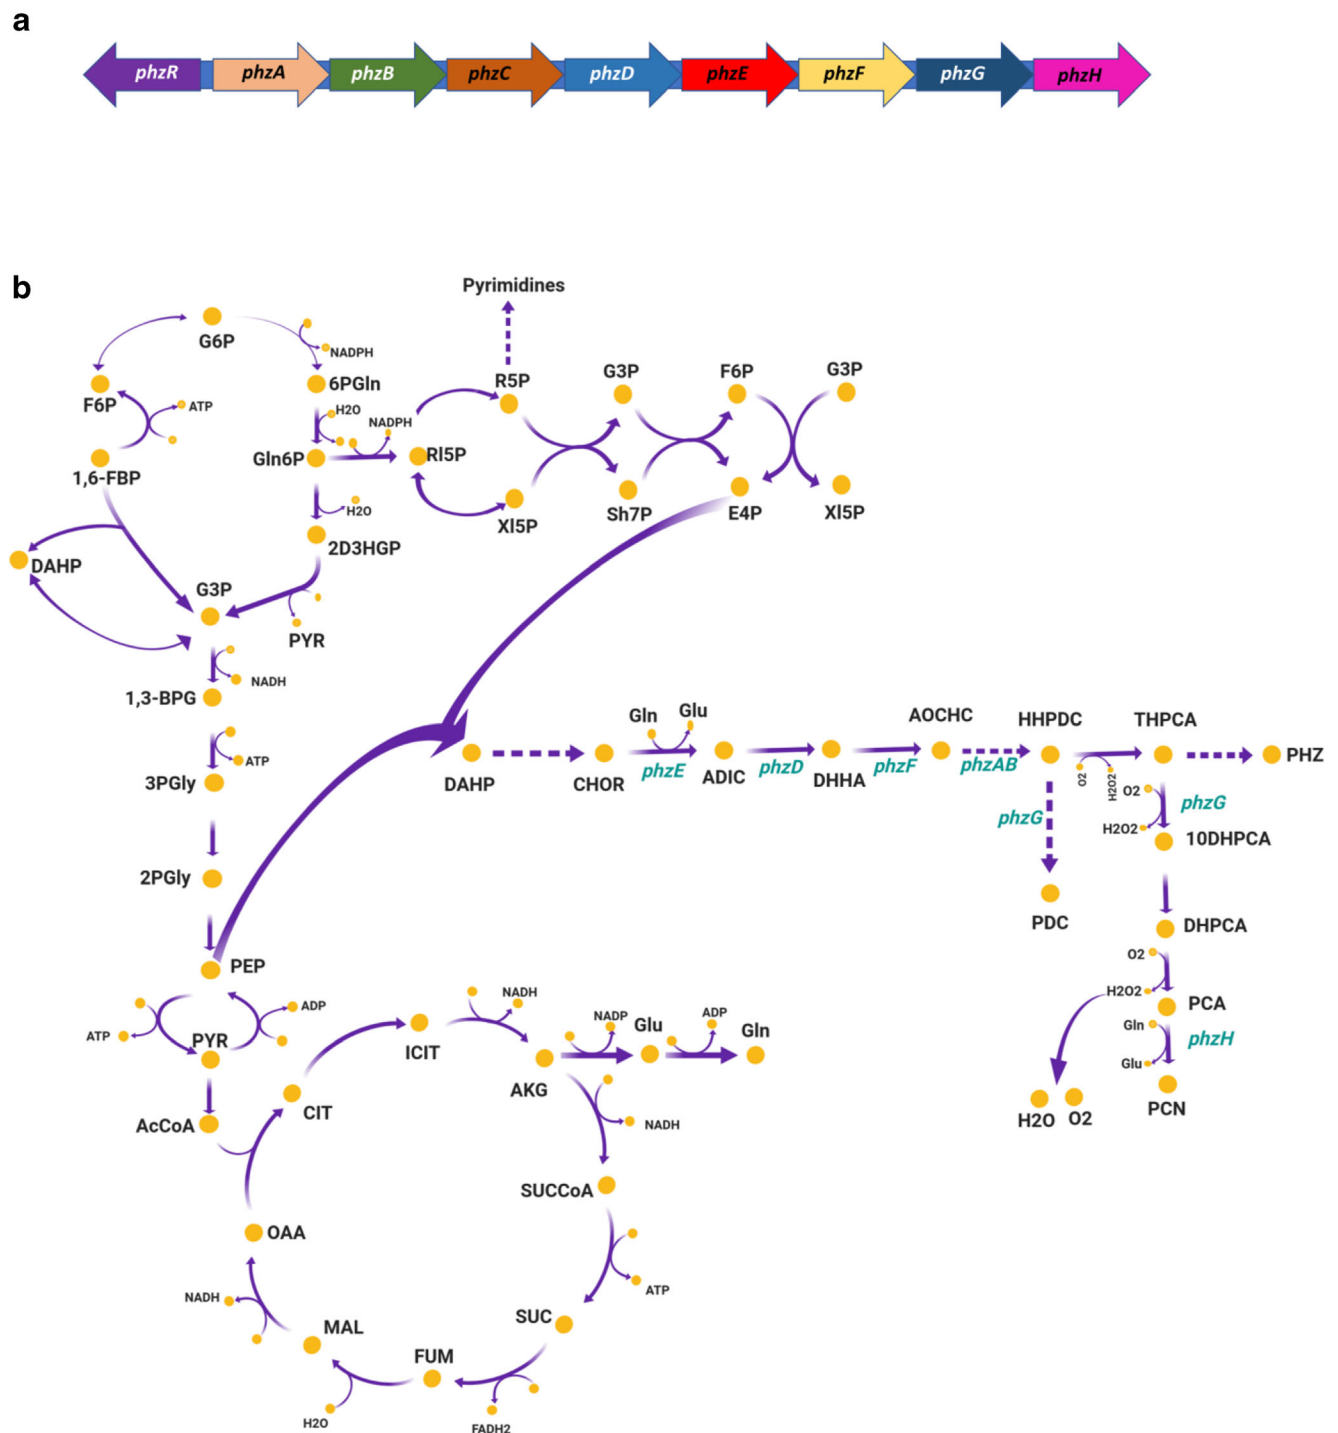 a
phzR phzA phzB phzC phzD phzE phzF phzG phzH
b
Pyrimidines
G6P
NADPH
F6P
ATP
6PGln
H2O
NADPH
R5P
G3P
F6P
G3P
1,6-FBP
Gln6P
Rl5P
H2O
Xl5P
Sh7P
E4P
Xl5P
2D3HGP
DAHP
G3P
PYR
NADH
1,3-BPG
ATP
3PGly
2PGly
PEP
Gln
Glu
AOCHC
HHPDC
THPCA
DAHP
CHOR
phzE
ADIC
phzD
DHHA
phzF
phzAB
O2
H2O2
PHZ
O2
phzG
phzG
H2O2
10DHPCA
PDC
DHPCA
O2
H2O2
PCA
Gln
phzH
Glu
PCN
H2O
O2
ATP
PYR
ADP
AcCoA
CIT
ICIT
NADH
AKG
NADP
Glu
ADP
Gln
NADH
SUCCoA
ATP
SUC
FADH2
FUM
H2O
MAL
NADH
OAA